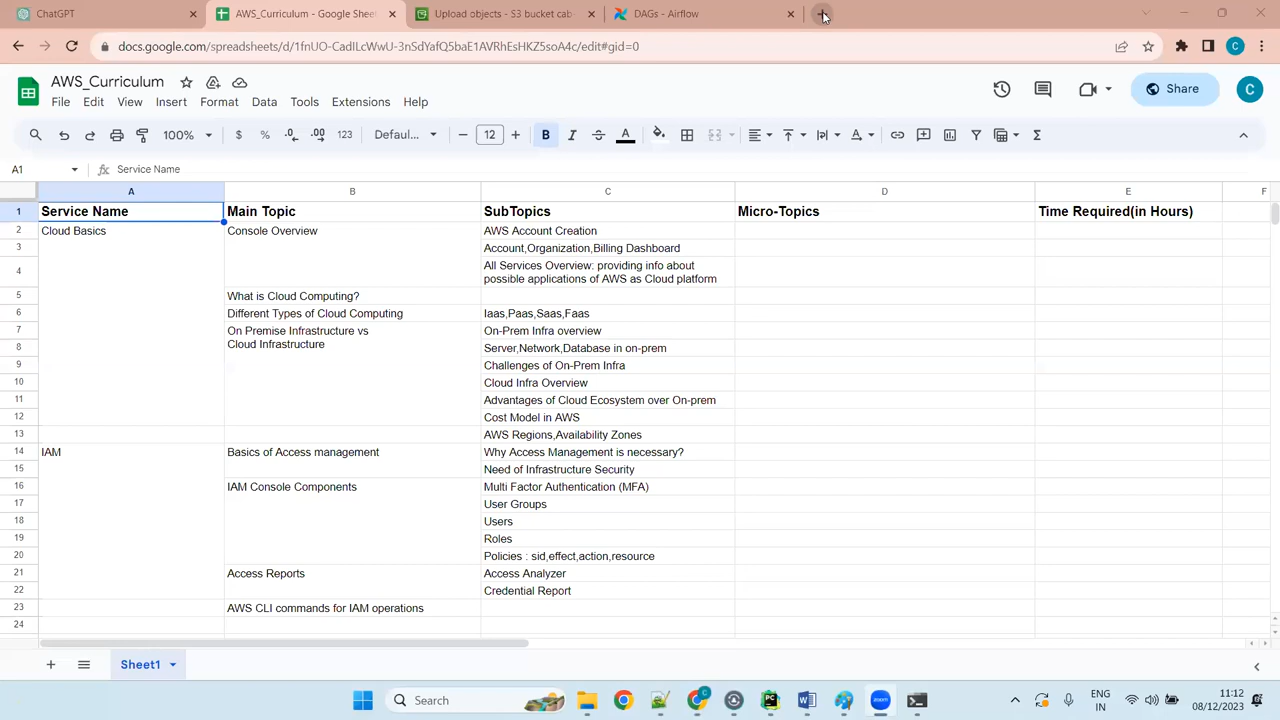 ChatGPT
AWS_Curriculum - Google Sheet
Upload objects - S3 bucket cab-
DAGs - Airflow
docs.google.com/spreadsheets/d/1fnUO-CadILcWwU-3nSdYafQ5baE1AVRhEsHKZ5soA4c/edit#gid=0
C
AWS_Curriculum
File Edit View Insert Format Data Tools Extensions Help
Share
C
100% $ % .0 .00 123 Defaul... − 12 + B I S A
A1 fx Service Name
A B C D E F
1 Service Name Main Topic SubTopics Micro-Topics Time Required(in Hours)
2 Cloud Basics Console Overview AWS Account Creation
3 Account,Organization,Billing Dashboard
4 All Services Overview: providing info about
possible applications of AWS as Cloud platform
5 What is Cloud Computing?
6 Different Types of Cloud Computing Iaas,Paas,Saas,Faas
7 On Premise Infrastructure vs On-Prem Infra overview
8 Cloud Infrastructure Server,Network,Database in on-prem
9 Challenges of On-Prem Infra
10 Cloud Infra Overview
11 Advantages of Cloud Ecosystem over On-prem
12 Cost Model in AWS
13 AWS Regions,Availability Zones
14 IAM Basics of Access management Why Access Management is necessary?
15 Need of Infrastructure Security
16 IAM Console Components Multi Factor Authentication (MFA)
17 User Groups
18 Users
19 Roles
20 Policies : sid,effect,action,resource
21 Access Reports Access Analyzer
22 Credential Report
23 AWS CLI commands for IAM operations
24
Sheet1
Search
ENG
IN
11:12
08/12/2023